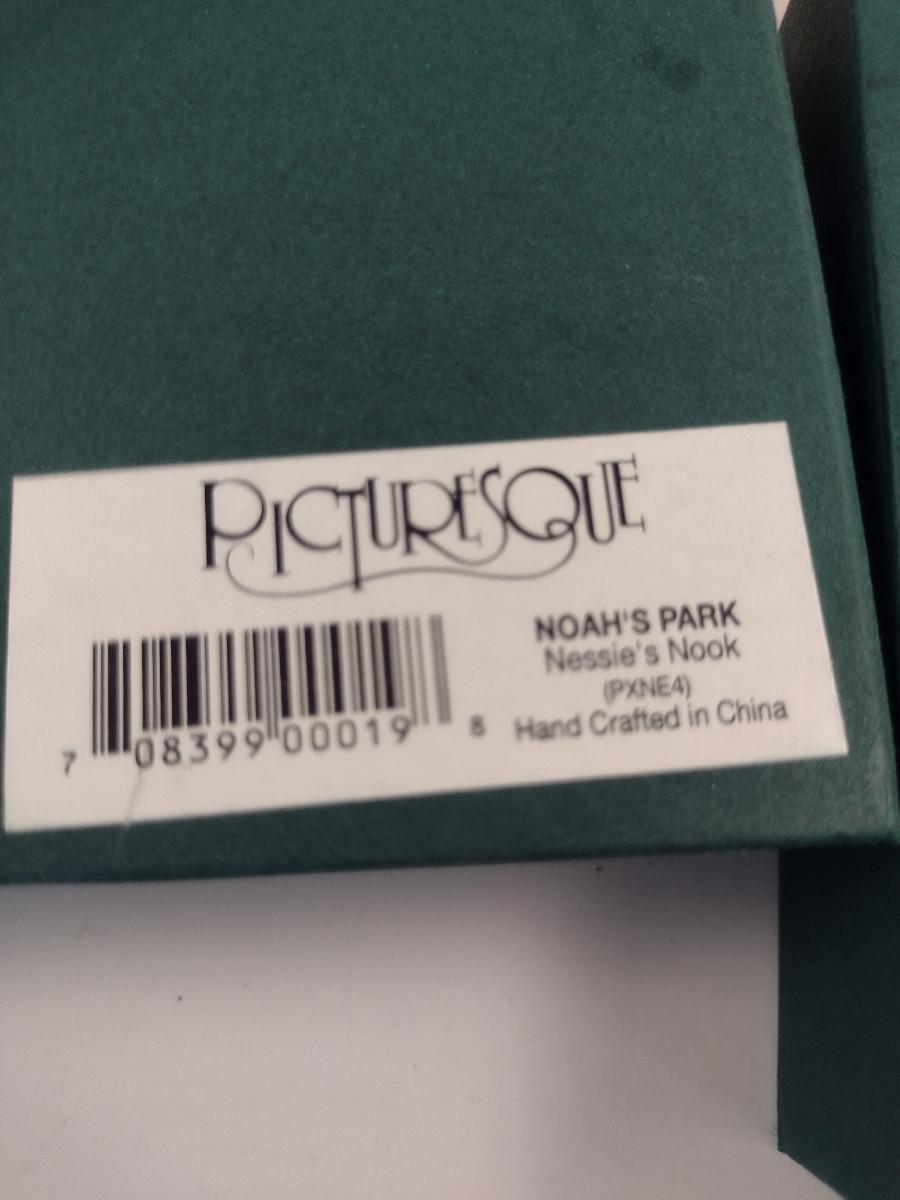 PICTURESQUE
NOAH'S PARK
Nessie's Nook
(PXNE4)
Hand Crafted in China
7 08399 00019 8